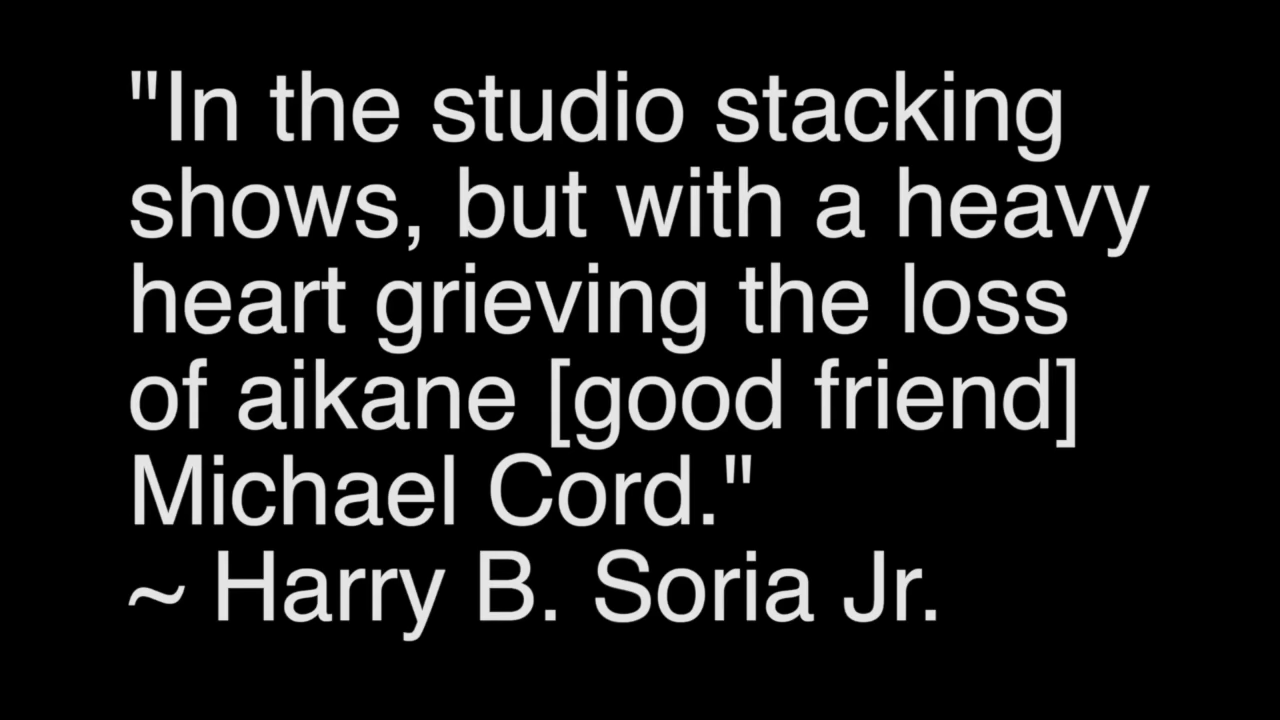 "In the studio stacking
shows, but with a heavy
heart grieving the loss
of aikane [good friend]
Michael Cord."
~ Harry B. Soria Jr.